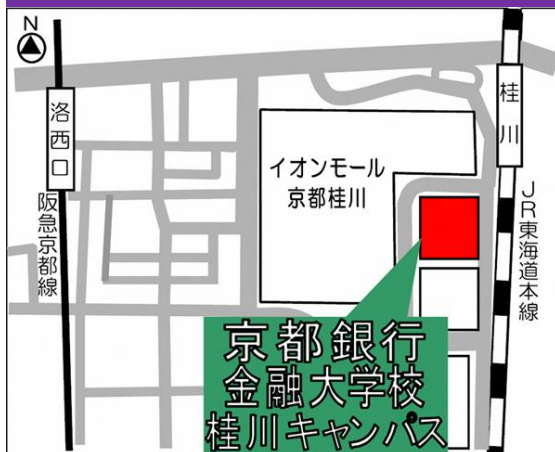 N
洛西口
阪急京都線
イオンモール
京都桂川
桂川
JR東海道本線
京都銀行
金融大学校
桂川キャンパス